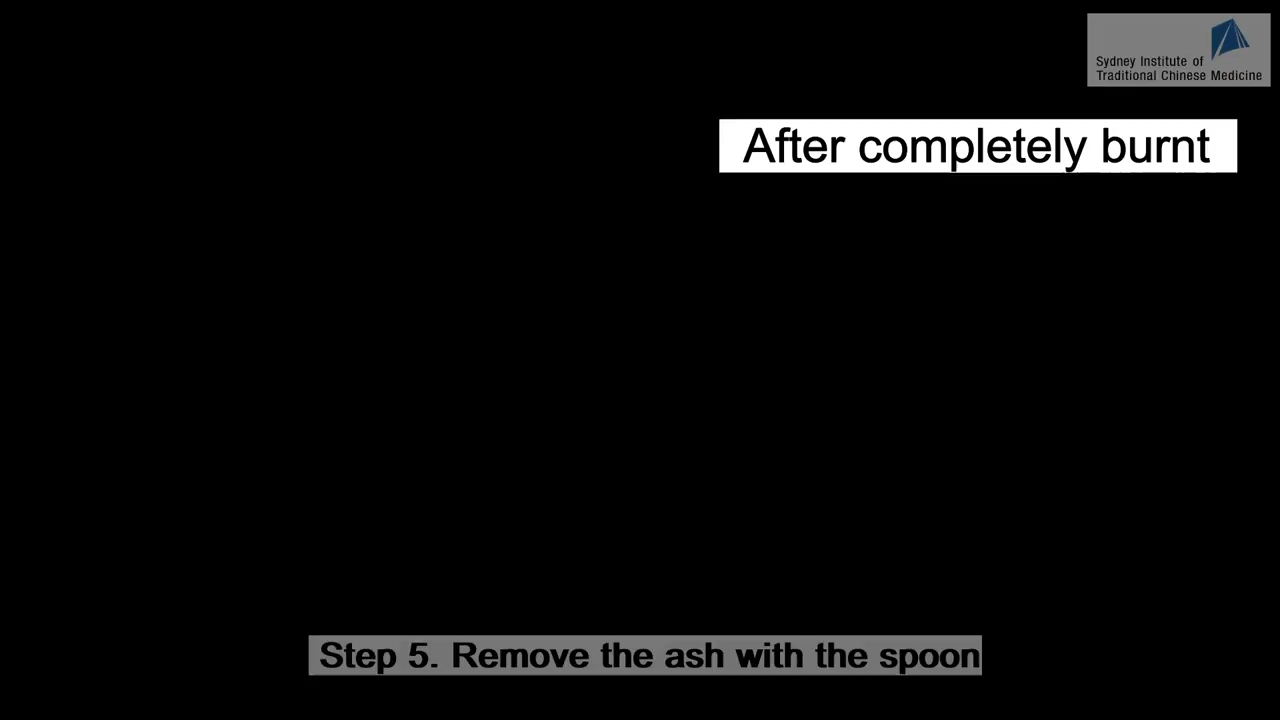 Sydney Institute of
Traditional Chinese Medicine
After completely burnt
Step 5. Remove the ash with the spoon